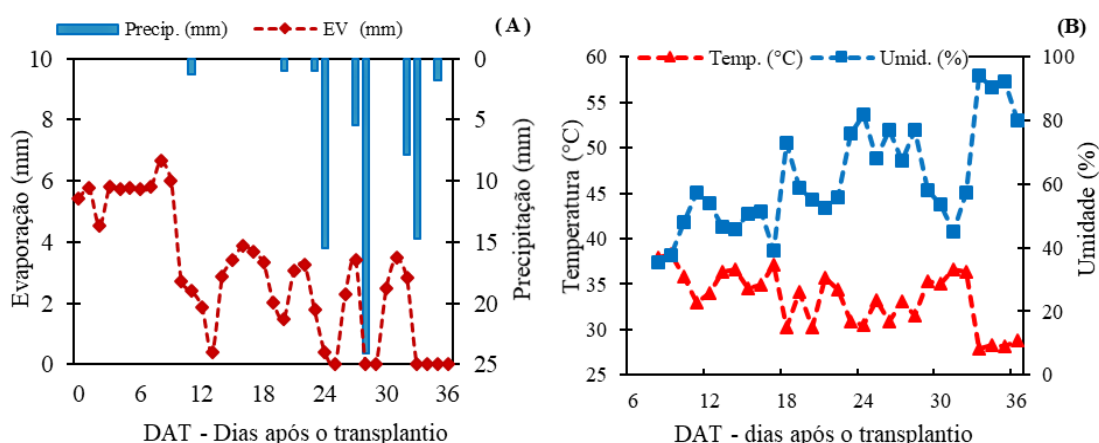 Precip. (mm) EV (mm) (A)
10 8 6 4 2 0
Evaporação (mm)
0 5 10 15 20 25
Precipitação (mm)
0 6 12 18 24 30 36
DAT - Dias após o transplantio
(B)
Temp. (°C) Umid. (%)
60 55 50 45 40 35 30 25
Temperatura (°C)
100 80 60 40 20 0
Umidade (%)
6 12 18 24 30 36
DAT - dias após o transplantio